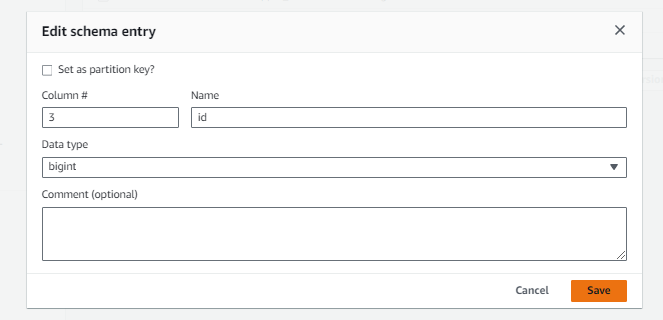 Edit schema entry
Set as partition key?
Column # Name
3 id
Data type
bigint
Comment (optional)
Cancel Save